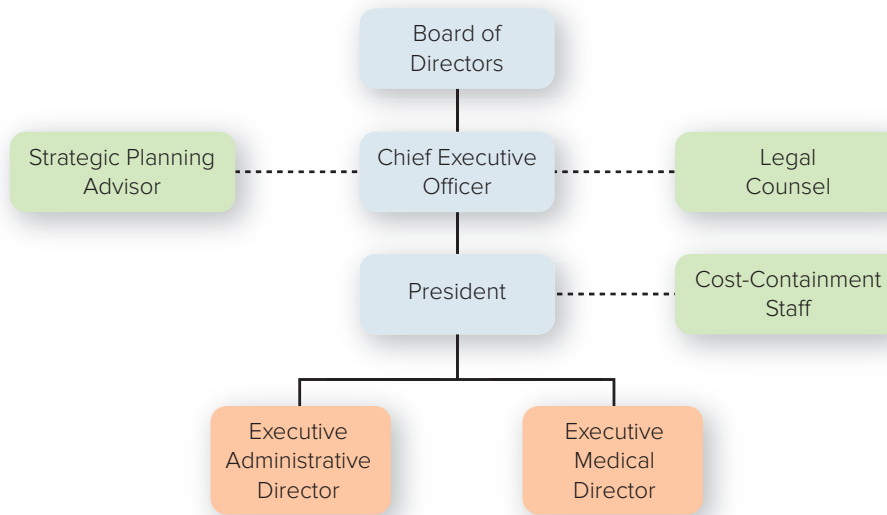 Board of
Directors
Strategic Planning
Advisor
Chief Executive
Officer
Legal
Counsel
President
Cost-Containment
Staff
Executive
Administrative
Director
Executive
Medical
Director